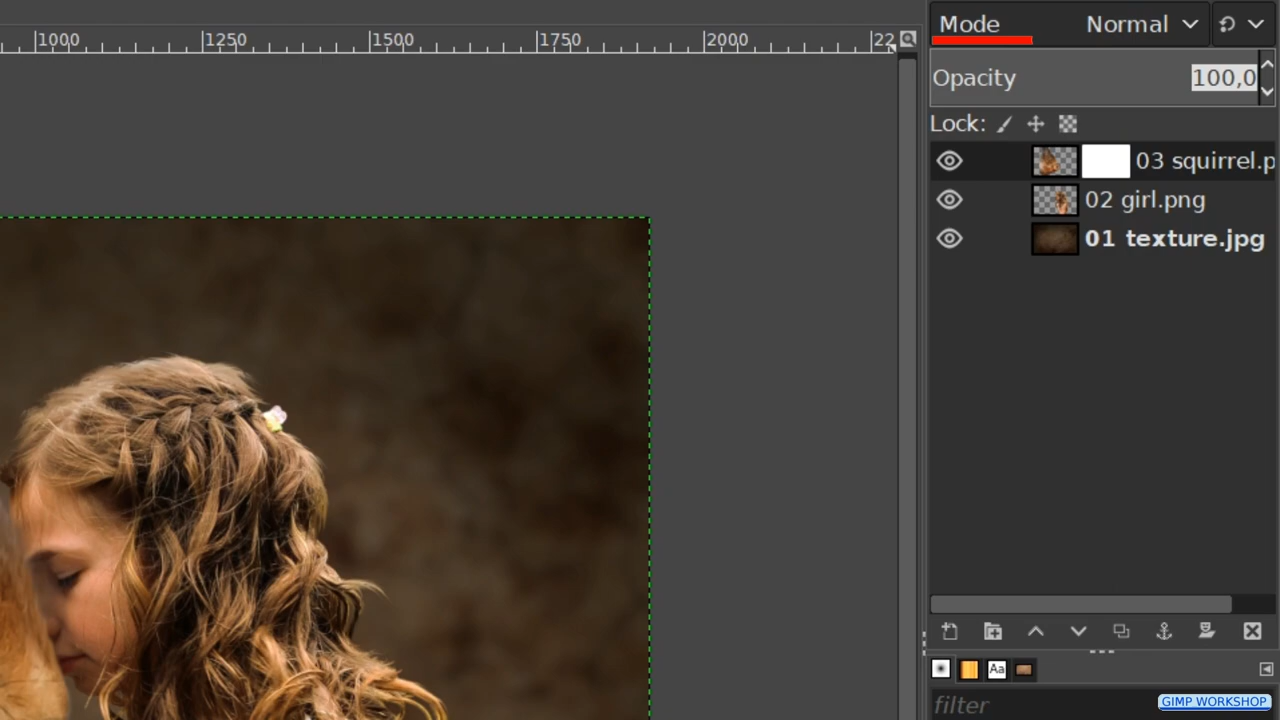 Mode Normal
1000 1250 1500 1750 2000 22
Opacity 100,0
Lock:
03 squirrel.p
02 girl.png
01 texture.jpg
Aa
filter
GIMP WORKSHOP